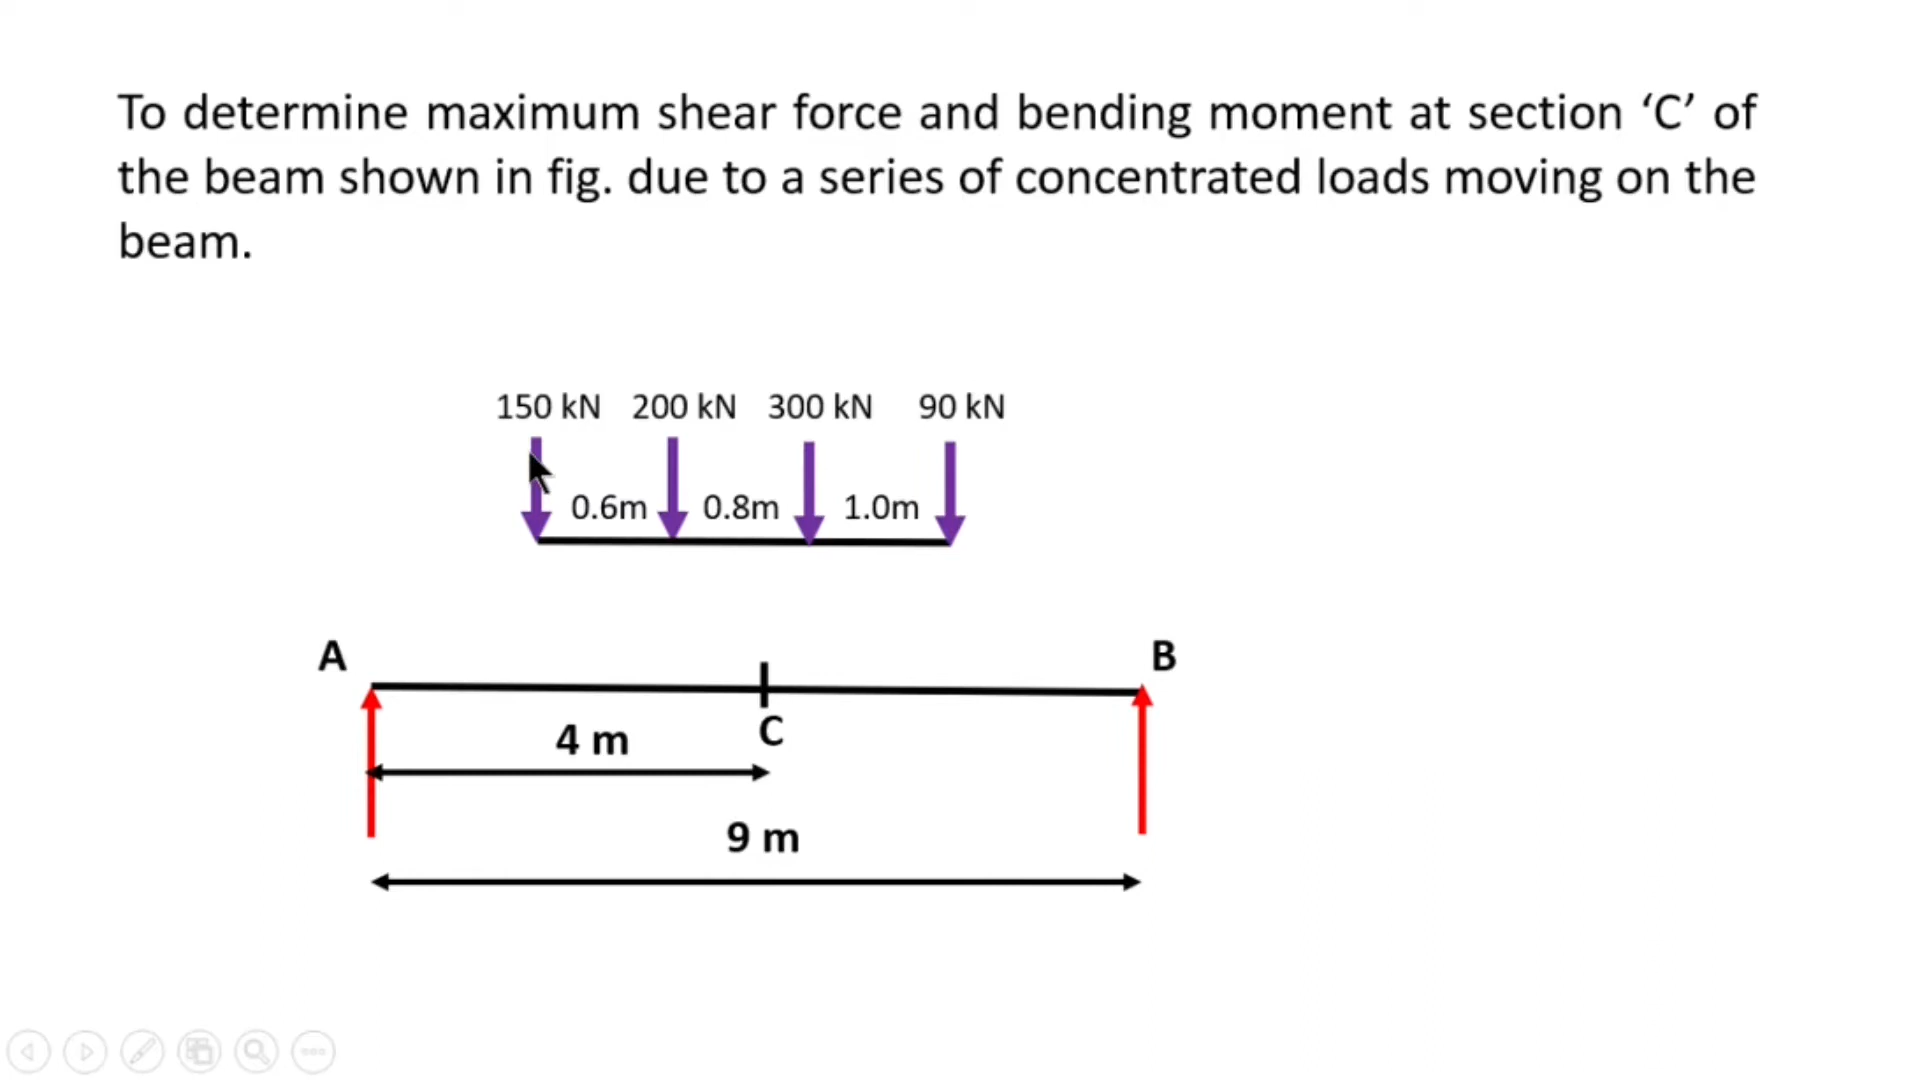 To determine maximum shear force and bending moment at section ‘C’ of
the beam shown in fig. due to a series of concentrated loads moving on the
beam.
150 kN 200 kN 300 kN 90 kN
0.6m 0.8m 1.0m
A B
4 m C
9 m